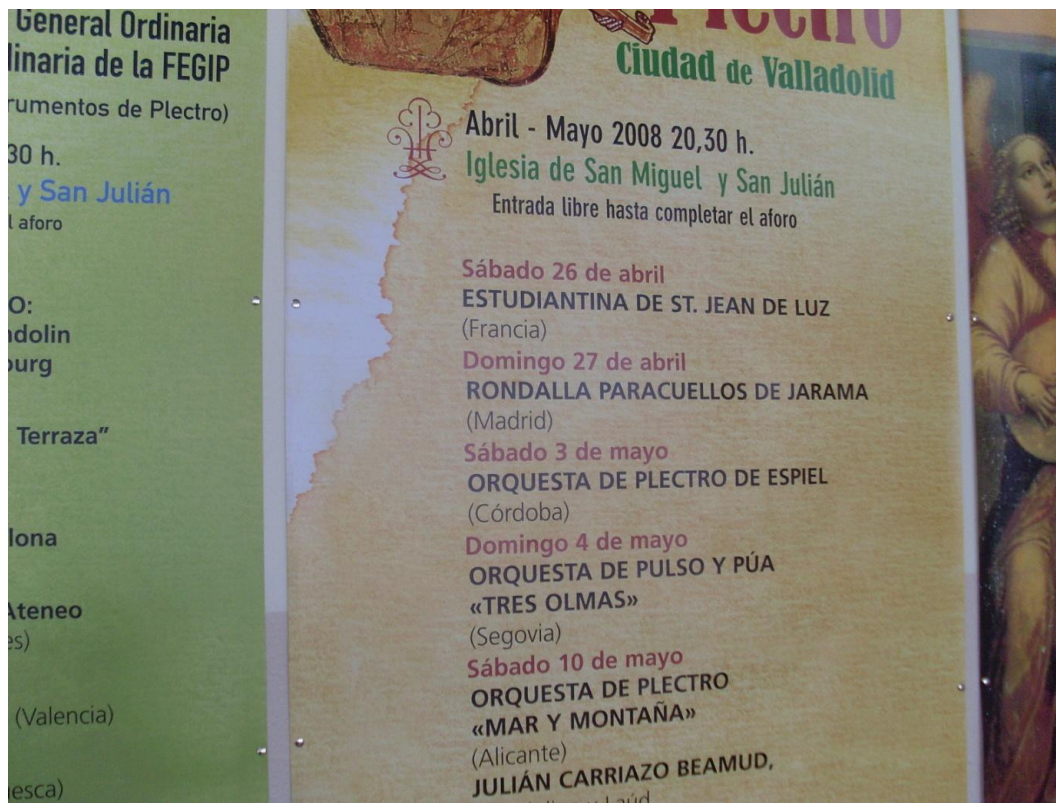 General Ordinaria
dinaria de la FEGIP
rumentos de Plectro)
30 h.
y San Julián
l aforo
O:
ndolin
ourg
Terraza”
lona
Ateneo
es)
(Valencia)
esca)
Plectro
Ciudad de Valladolid
Abril - Mayo 2008 20,30 h.
Iglesia de San Miguel y San Julián
Entrada libre hasta completar el aforo
Sábado 26 de abril
ESTUDIANTINA DE ST. JEAN DE LUZ
(Francia)
Domingo 27 de abril
RONDALLA PARACUELLOS DE JARAMA
(Madrid)
Sábado 3 de mayo
ORQUESTA DE PLECTRO DE ESPIEL
(Córdoba)
Domingo 4 de mayo
ORQUESTA DE PULSO Y PÚA
«TRES OLMAS»
(Segovia)
Sábado 10 de mayo
ORQUESTA DE PLECTRO
«MAR Y MONTAÑA»
(Alicante)
JULIÁN CARRIAZO BEAMUD,
y Laúd